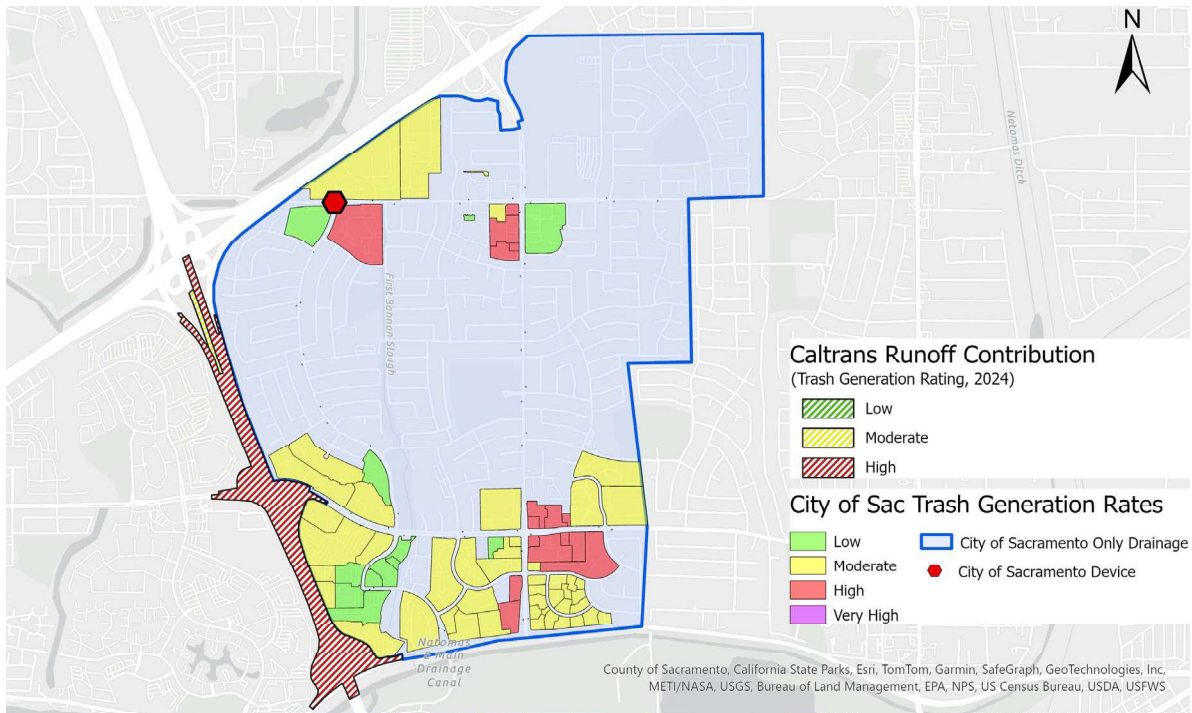 N
Natomas Ditch
First Bannon Slough
Caltrans Runoff Contribution
(Trash Generation Rating, 2024)
Low
Moderate
High
City of Sac Trash Generation Rates
Low
Moderate
High
Very High
City of Sacramento Only Drainage
City of Sacramento Device
Natomas
Main
Drainage
Canal
County of Sacramento, California State Parks, Esri, TomTom, Garmin, SafeGraph, GeoTechnologies, Inc,
METI/NASA, USGS, Bureau of Land Management, EPA, NPS, US Census Bureau, USDA, USFWS